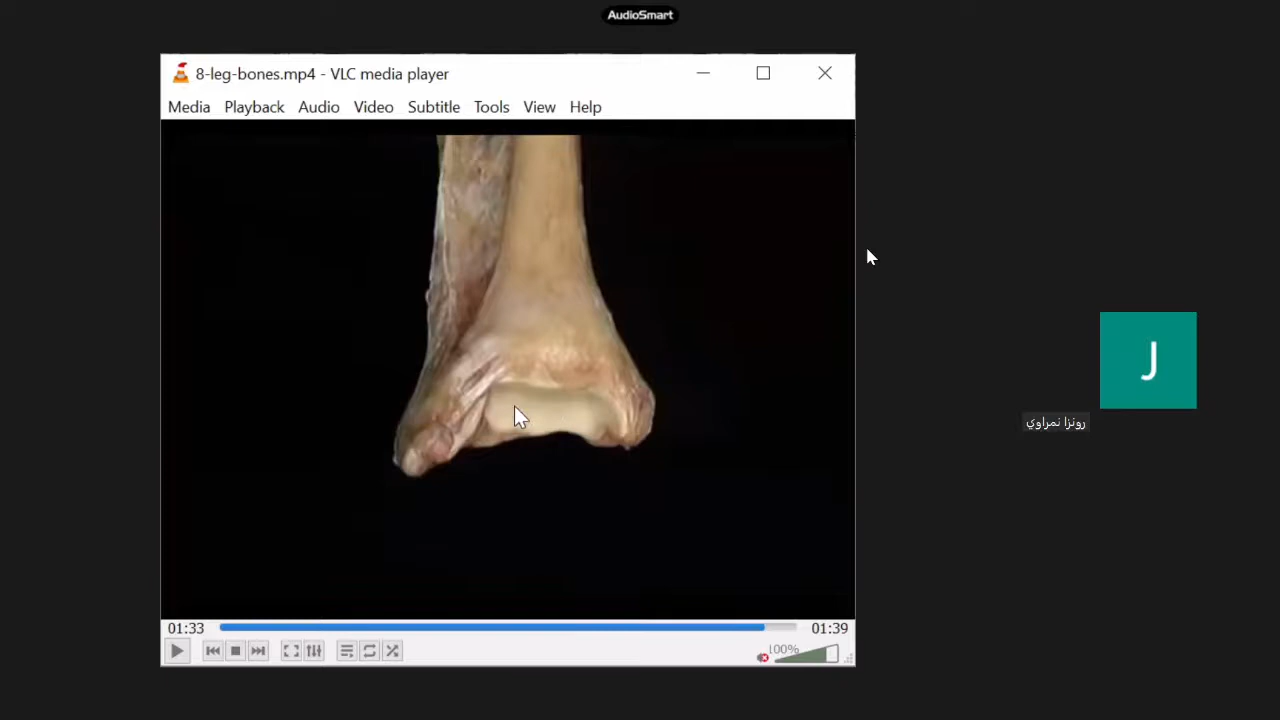 AudioSmart
8-leg-bones.mp4 - VLC media player
Media Playback Audio Video Subtitle Tools View Help
J
رونزا نمراوي
01:33
01:39
100%